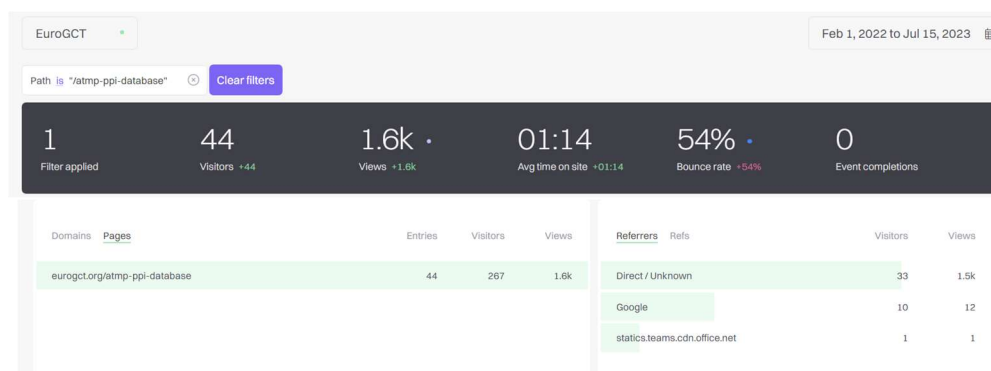 EuroGCT
Feb 1, 2022 to Jul 15, 2023
Path is "/atmp-ppi-database"
Clear filters
1
Filter applied
44
Visitors +44
1.6k
Views +1.6k
01:14
Avg time on site +01:14
54%
Bounce rate +54%
0
Event completions
Domains Pages Entries Visitors Views
eurogct.org/atmp-ppi-database 44 267 1.6k
Referrers Refs Visitors Views
Direct / Unknown 33 1.5k
Google 10 12
statics.teams.cdn.office.net 1 1